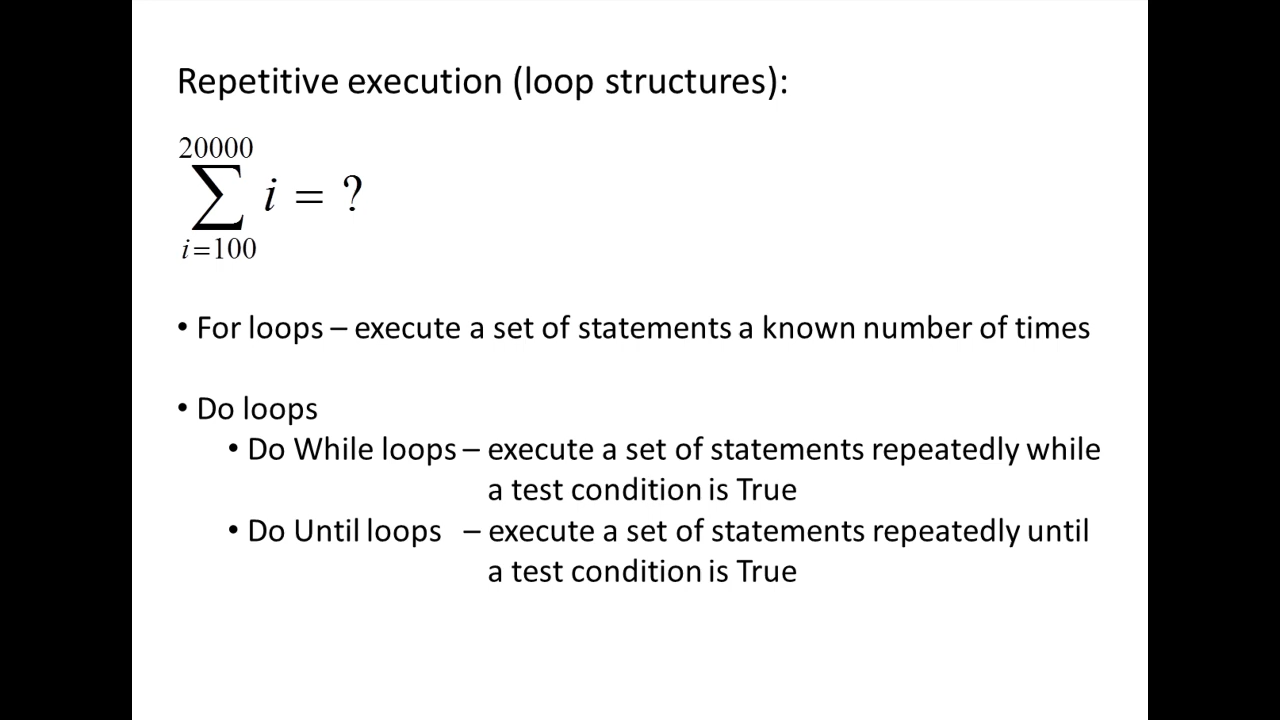 Repetitive execution (loop structures):
20000
∑ i = ?
i=100
• For loops – execute a set of statements a known number of times
• Do loops
• Do While loops – execute a set of statements repeatedly while
a test condition is True
• Do Until loops – execute a set of statements repeatedly until
a test condition is True